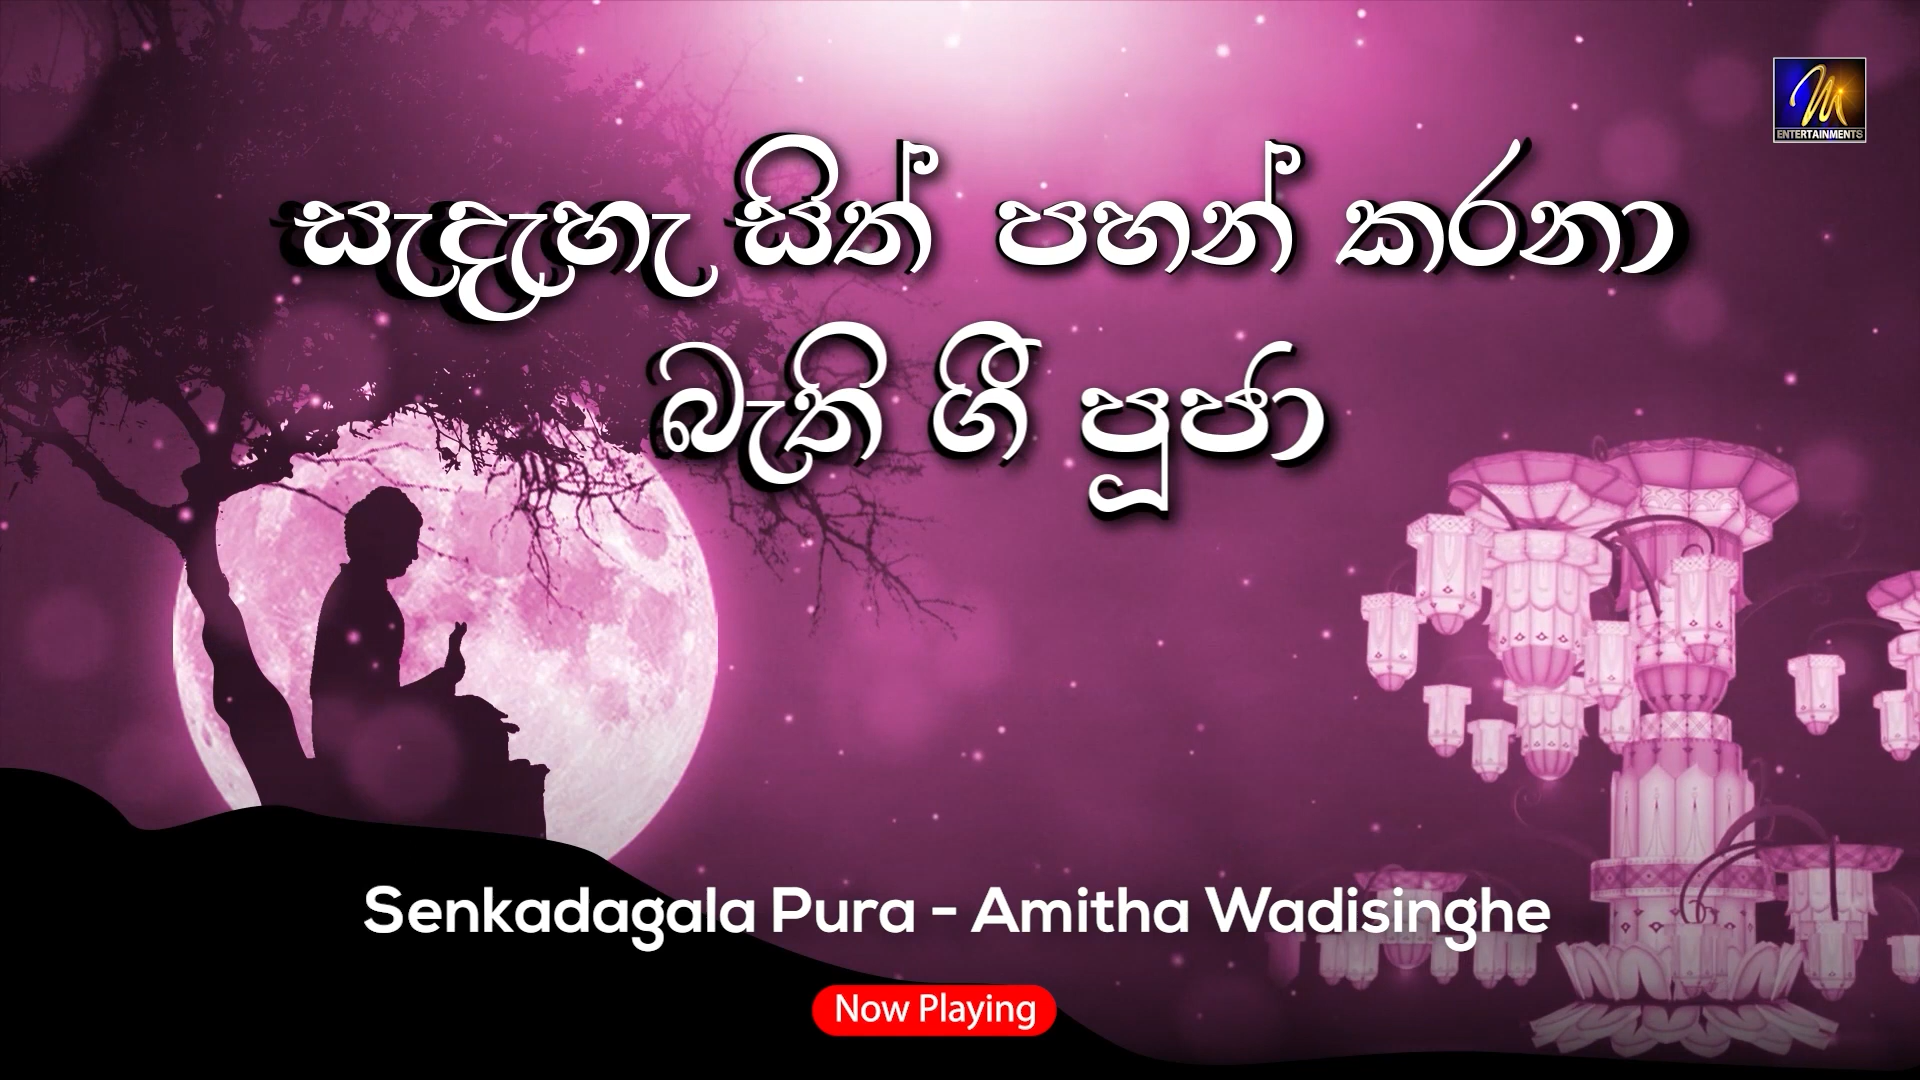 M
ENTERTAINMENTS
සැදැහැ සිත් පහන් කරනා
බැති ගී පූජා
Senkadagala Pura - Amitha Wadisinghe
Now Playing